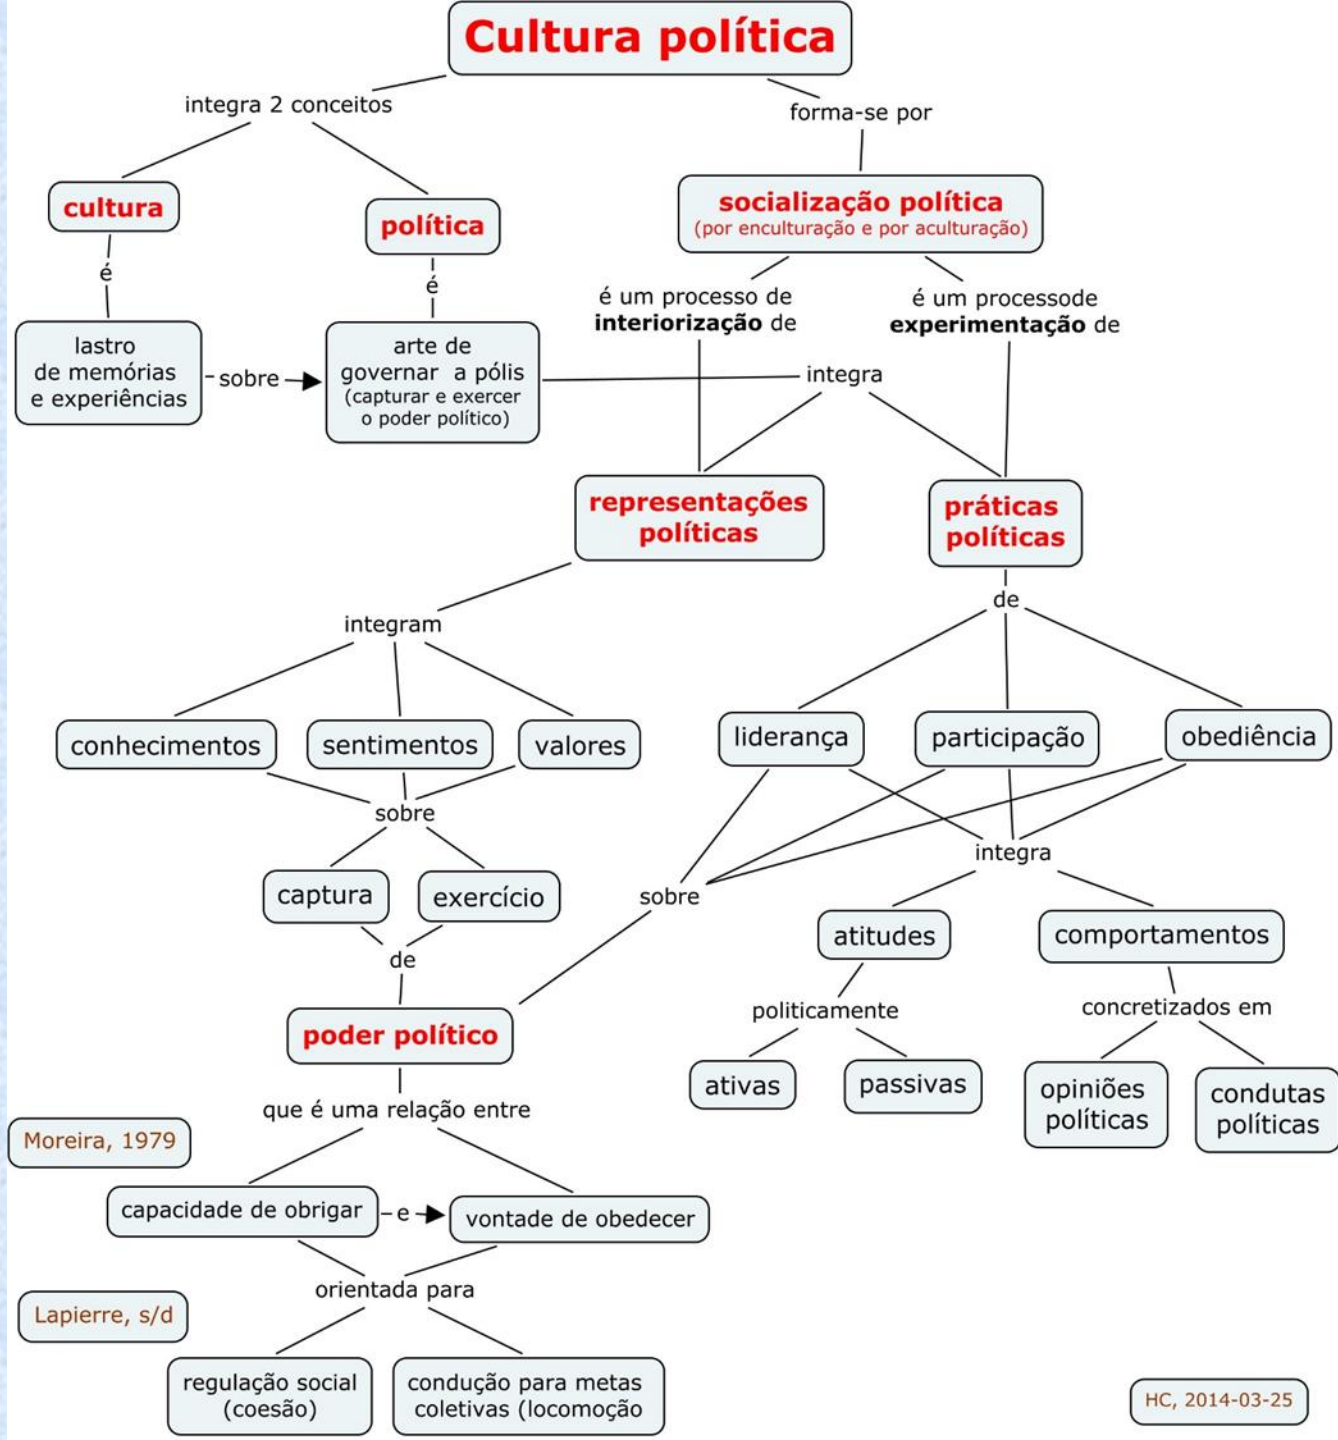 Cultura política
integra 2 conceitos
forma-se por
cultura
política
socialização política
(por enculturação e por aculturação)
é
é
é um processo de
interiorização de
é um processode
experimentação de
lastro
de memórias
e experiências
sobre
arte de
governar a pólis
(capturar e exercer
o poder político)
integra
representações
políticas
práticas
políticas
de
integram
conhecimentos
sentimentos
valores
liderança
participação
obediência
sobre
integra
captura
exercício
sobre
atitudes
comportamentos
de
politicamente
concretizados em
poder político
ativas
passivas
opiniões
políticas
condutas
políticas
que é uma relação entre
Moreira, 1979
capacidade de obrigar
e
vontade de obedecer
orientada para
Lapierre, s/d
regulação social
(coesão)
condução para metas
coletivas (locomoção
HC, 2014-03-25